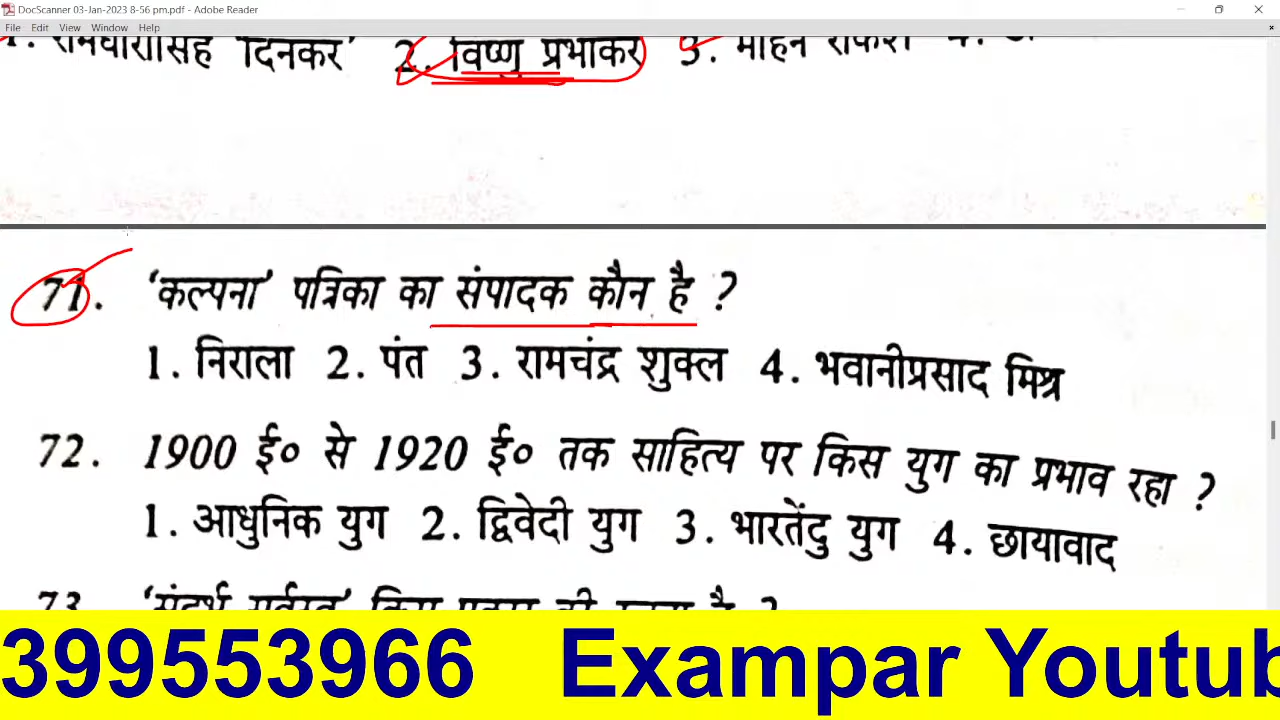 DocScanner 03-Jan-2023 8-56 pm.pdf - Adobe Reader
File Edit View Window Help
दिनकर' 2. विष्णु प्रभाकर 3. मोहन राकेश 4.
71. 'कल्पना' पत्रिका का संपादक कौन है ?
1. निराला 2. पंत 3. रामचंद्र शुक्ल 4. भवानीप्रसाद मिश्र
72. 1900 ई० से 1920 ई० तक साहित्य पर किस युग का प्रभाव रहा ?
1. आधुनिक युग 2. द्विवेदी युग 3. भारतेंदु युग 4. छायावाद
73.
399553966 Exampar Youtub